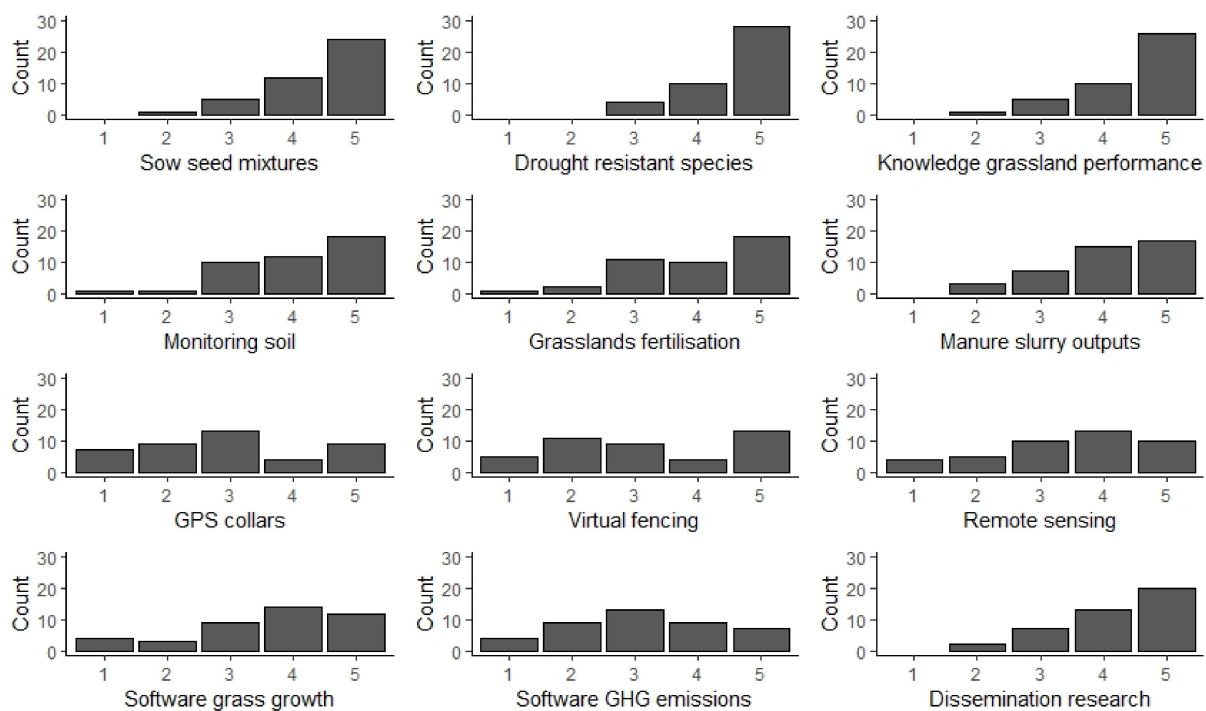 30
20
10
0
Count
1 2 3 4 5
Sow seed mixtures
30
20
10
0
Count
1 2 3 4 5
Drought resistant species
30
20
10
0
Count
1 2 3 4 5
Knowledge grassland performance
30
20
10
0
Count
1 2 3 4 5
Monitoring soil
30
20
10
0
Count
1 2 3 4 5
Grasslands fertilisation
30
20
10
0
Count
1 2 3 4 5
Manure slurry outputs
30
20
10
0
Count
1 2 3 4 5
GPS collars
30
20
10
0
Count
1 2 3 4 5
Virtual fencing
30
20
10
0
Count
1 2 3 4 5
Remote sensing
30
20
10
0
Count
1 2 3 4 5
Software grass growth
30
20
10
0
Count
1 2 3 4 5
Software GHG emissions
30
20
10
0
Count
1 2 3 4 5
Dissemination research